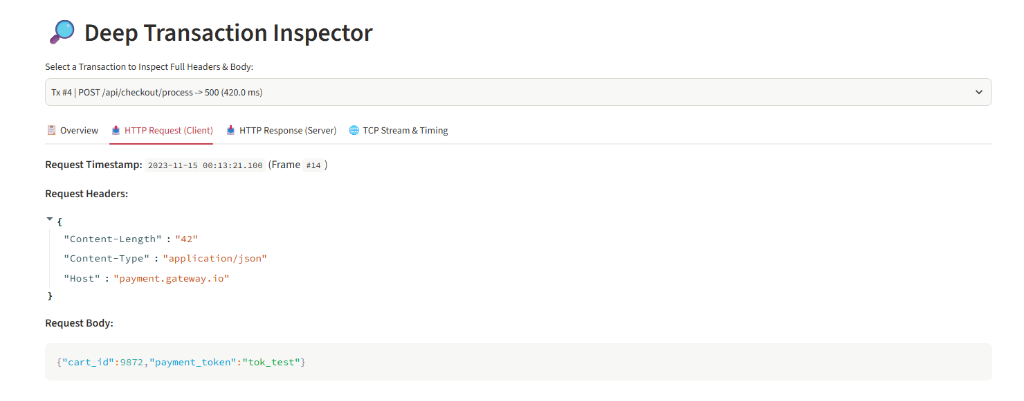 Deep Transaction Inspector
Select a Transaction to Inspect Full Headers & Body:
Tx #4 | POST /api/checkout/process -> 500 (420.0 ms)
Overview HTTP Request (Client) HTTP Response (Server) TCP Stream & Timing
Request Timestamp: 2023-11-15 00:13:21.100 (Frame #14 )
Request Headers:
{
"Content-Length" : "42"
"Content-Type" : "application/json"
"Host" : "payment.gateway.io"
}
Request Body:
{"cart_id":9872,"payment_token":"tok_test"}